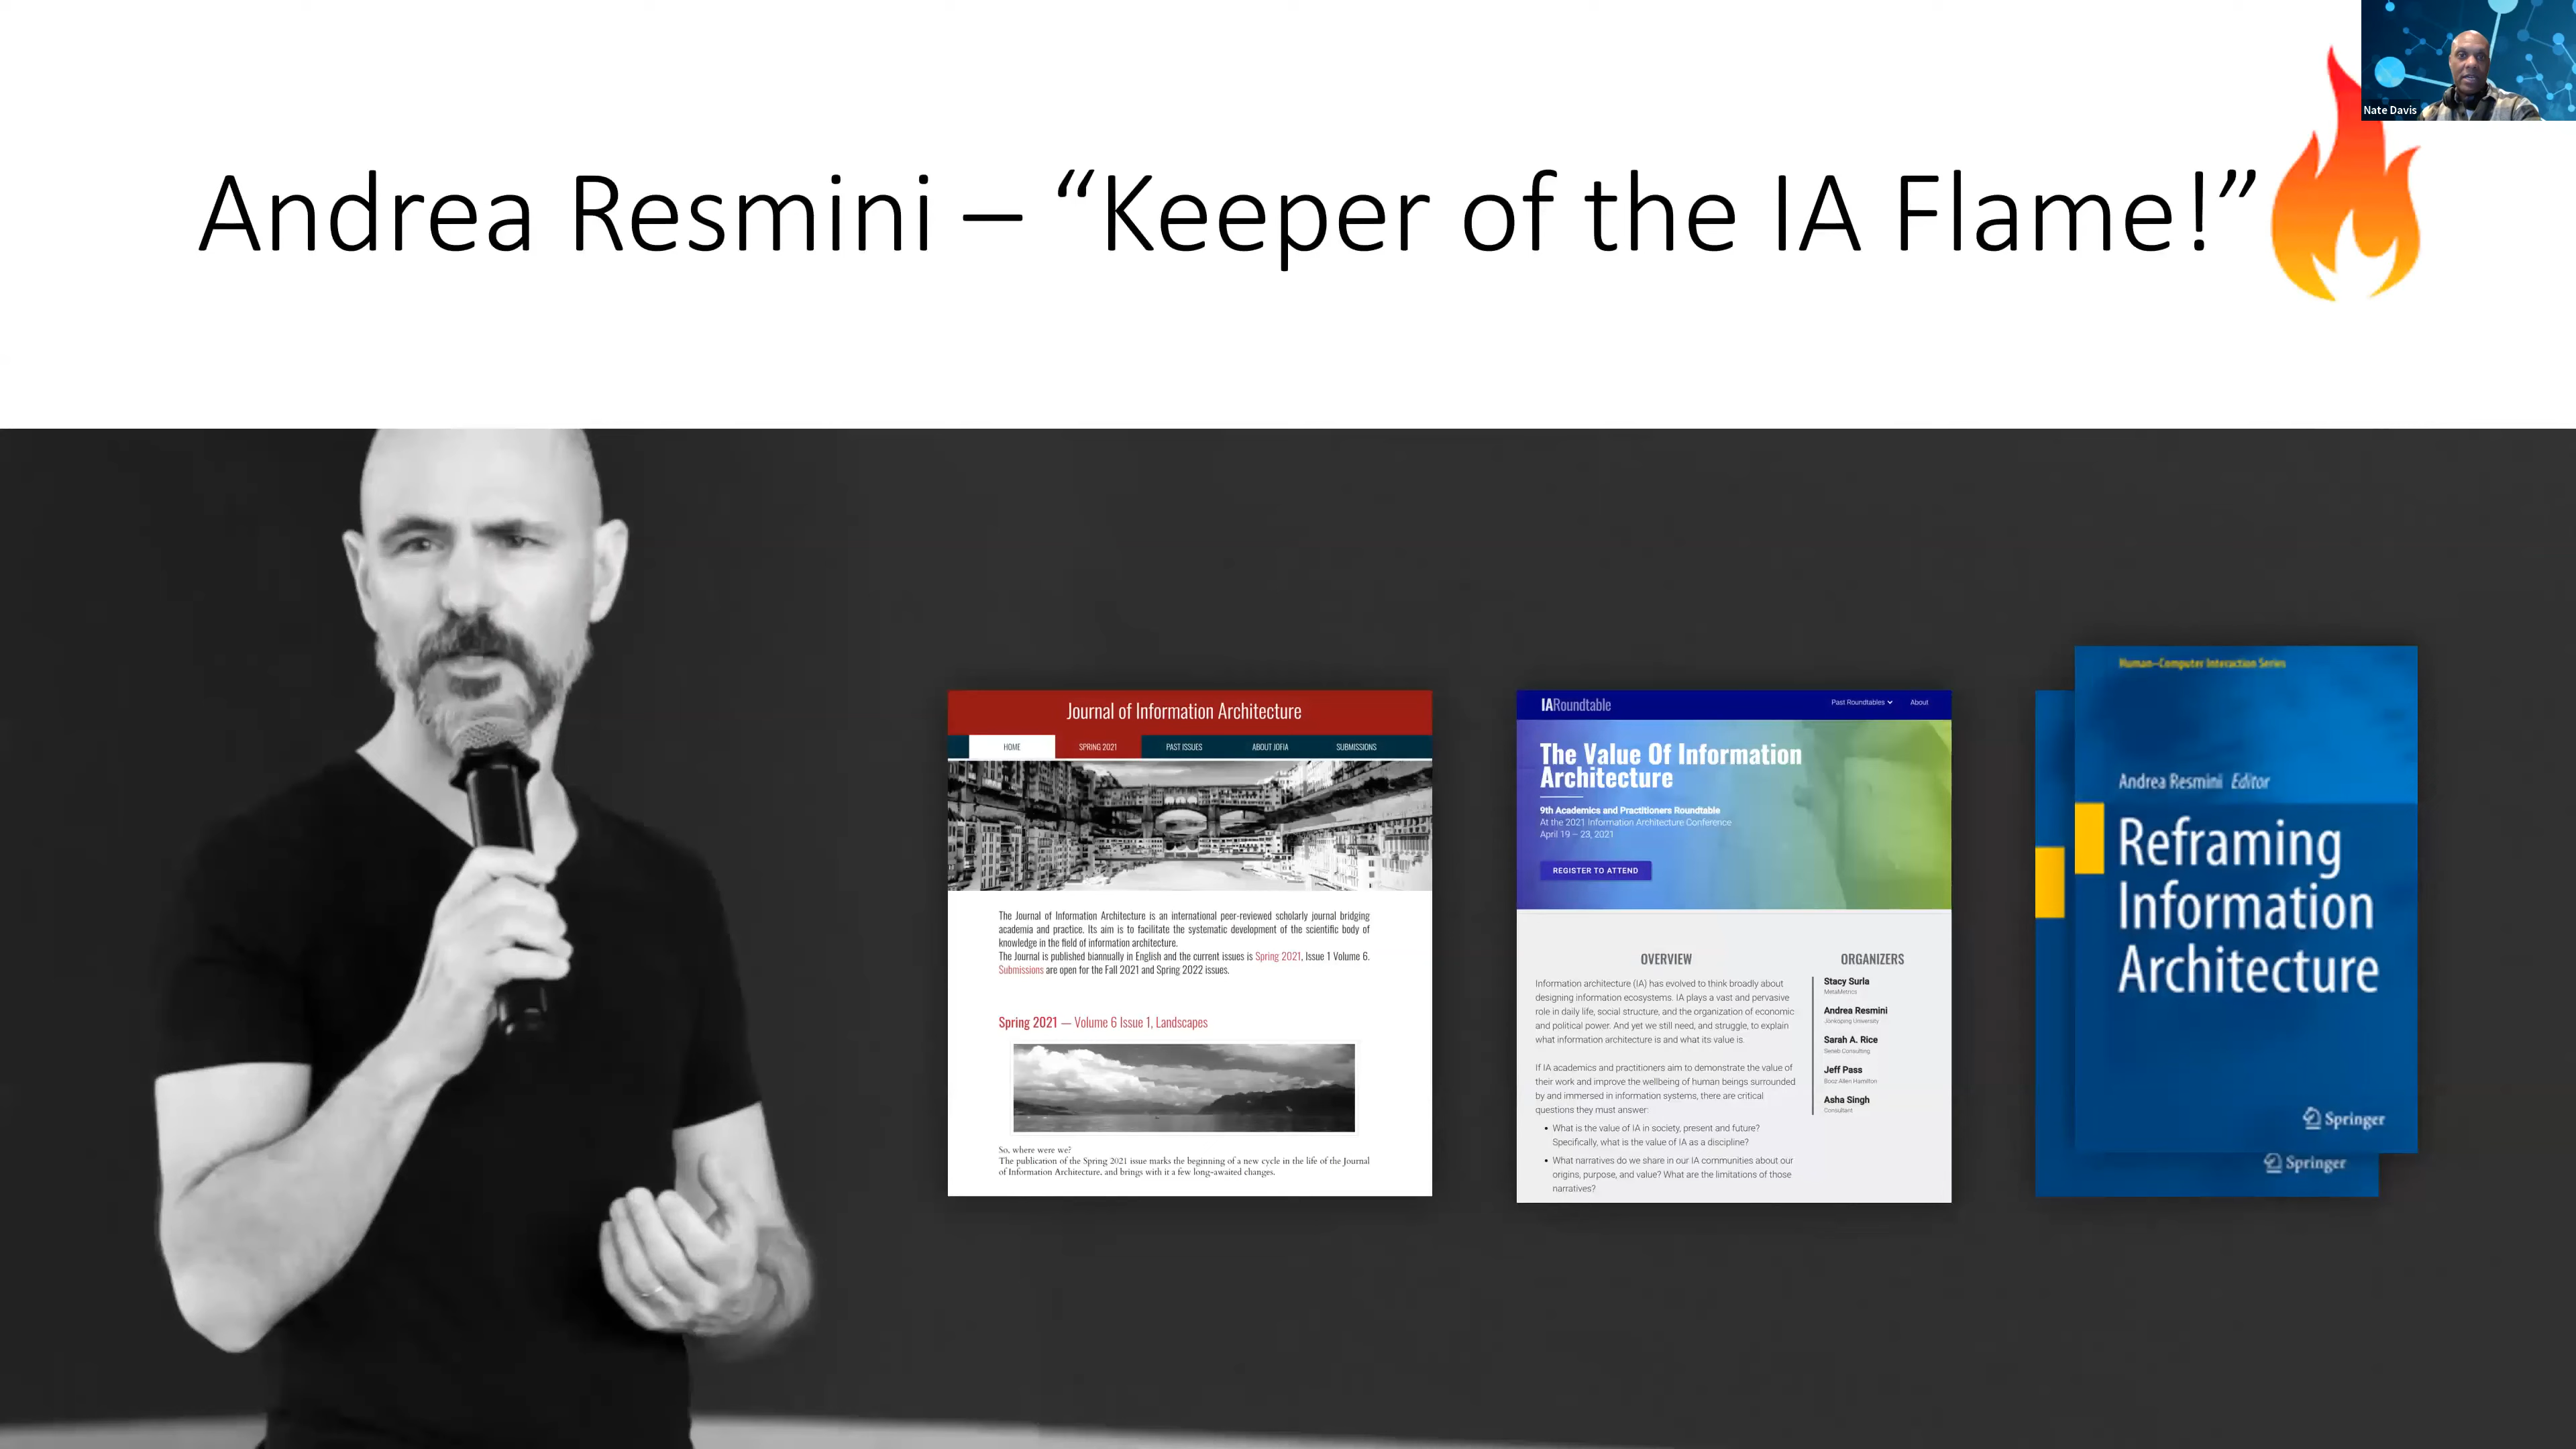 Nate Davis
Andrea Resmini – “Keeper of the IA Flame!”
Journal of Information Architecture
HOME
SPRING 2021
PAST ISSUES
ABOUT JOFIA
SUBMISSIONS
The Journal of Information Architecture is an international peer-reviewed scholarly journal bridging
academia and practice. Its aim is to facilitate the systematic development of the scientific body of
knowledge in the field of information architecture.
The Journal is published biannually in English and the current issues is Spring 2021, Issue 1 Volume 6.
Submissions are open for the Fall 2021 and Spring 2022 issues.
Spring 2021 — Volume 6 Issue 1, Landscapes
So, where were we?
The publication of the Spring 2021 issue marks the beginning of a new cycle in the life of the Journal
of Information Architecture, and brings with it a few long-awaited changes.
IARoundtable
Past Roundtables
About
The Value Of Information
Architecture
9th Academics and Practitioners Roundtable
At the 2021 Information Architecture Conference
April 19 – 23, 2021
REGISTER TO ATTEND
OVERVIEW
Information architecture (IA) has evolved to think broadly about
designing information ecosystems. IA plays a vast and pervasive
role in daily life, social structure, and the organization of economic
and political power. And yet we still need, and struggle, to explain
what information architecture is and what its value is.
If IA academics and practitioners aim to demonstrate the value of
their work and improve the wellbeing of human beings surrounded
by and immersed in information systems, there are critical
questions they must answer:
• What is the value of IA in society, present and future?
Specifically, what is the value of IA as a discipline?
• What narratives do we share in our IA communities about our
origins, purpose, and value? What are the limitations of those
narratives?
ORGANIZERS
Stacy Surla
MetaMetrics
Andrea Resmini
Jönköping University
Sarah A. Rice
Seneb Consulting
Jeff Pass
Booz Allen Hamilton
Asha Singh
Consultant
Human–Computer Interaction Series
Andrea Resmini Editor
Reframing
Information
Architecture
Springer
Springer